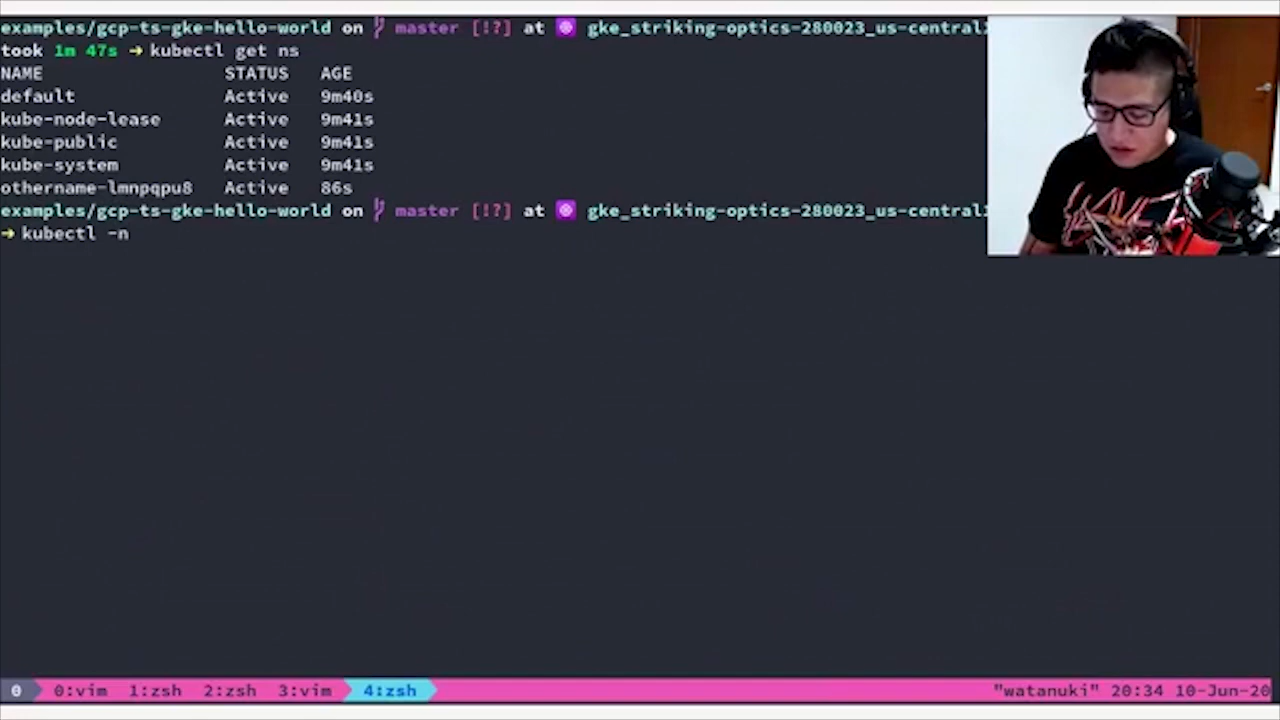 examples/gcp-ts-gke-hello-world on master [!?] at gke_striking-optics-280023_us-central1
took 1m 47s → kubectl get ns
NAME STATUS AGE
default Active 9m40s
kube-node-lease Active 9m41s
kube-public Active 9m41s
kube-system Active 9m41s
othername-lmnpqpu8 Active 86s
examples/gcp-ts-gke-hello-world on master [!?] at gke_striking-optics-280023_us-central1
→ kubectl -n
0 0:vim 1:zsh 2:zsh 3:vim 4:zsh "watanuki" 20:34 10-Jun-20